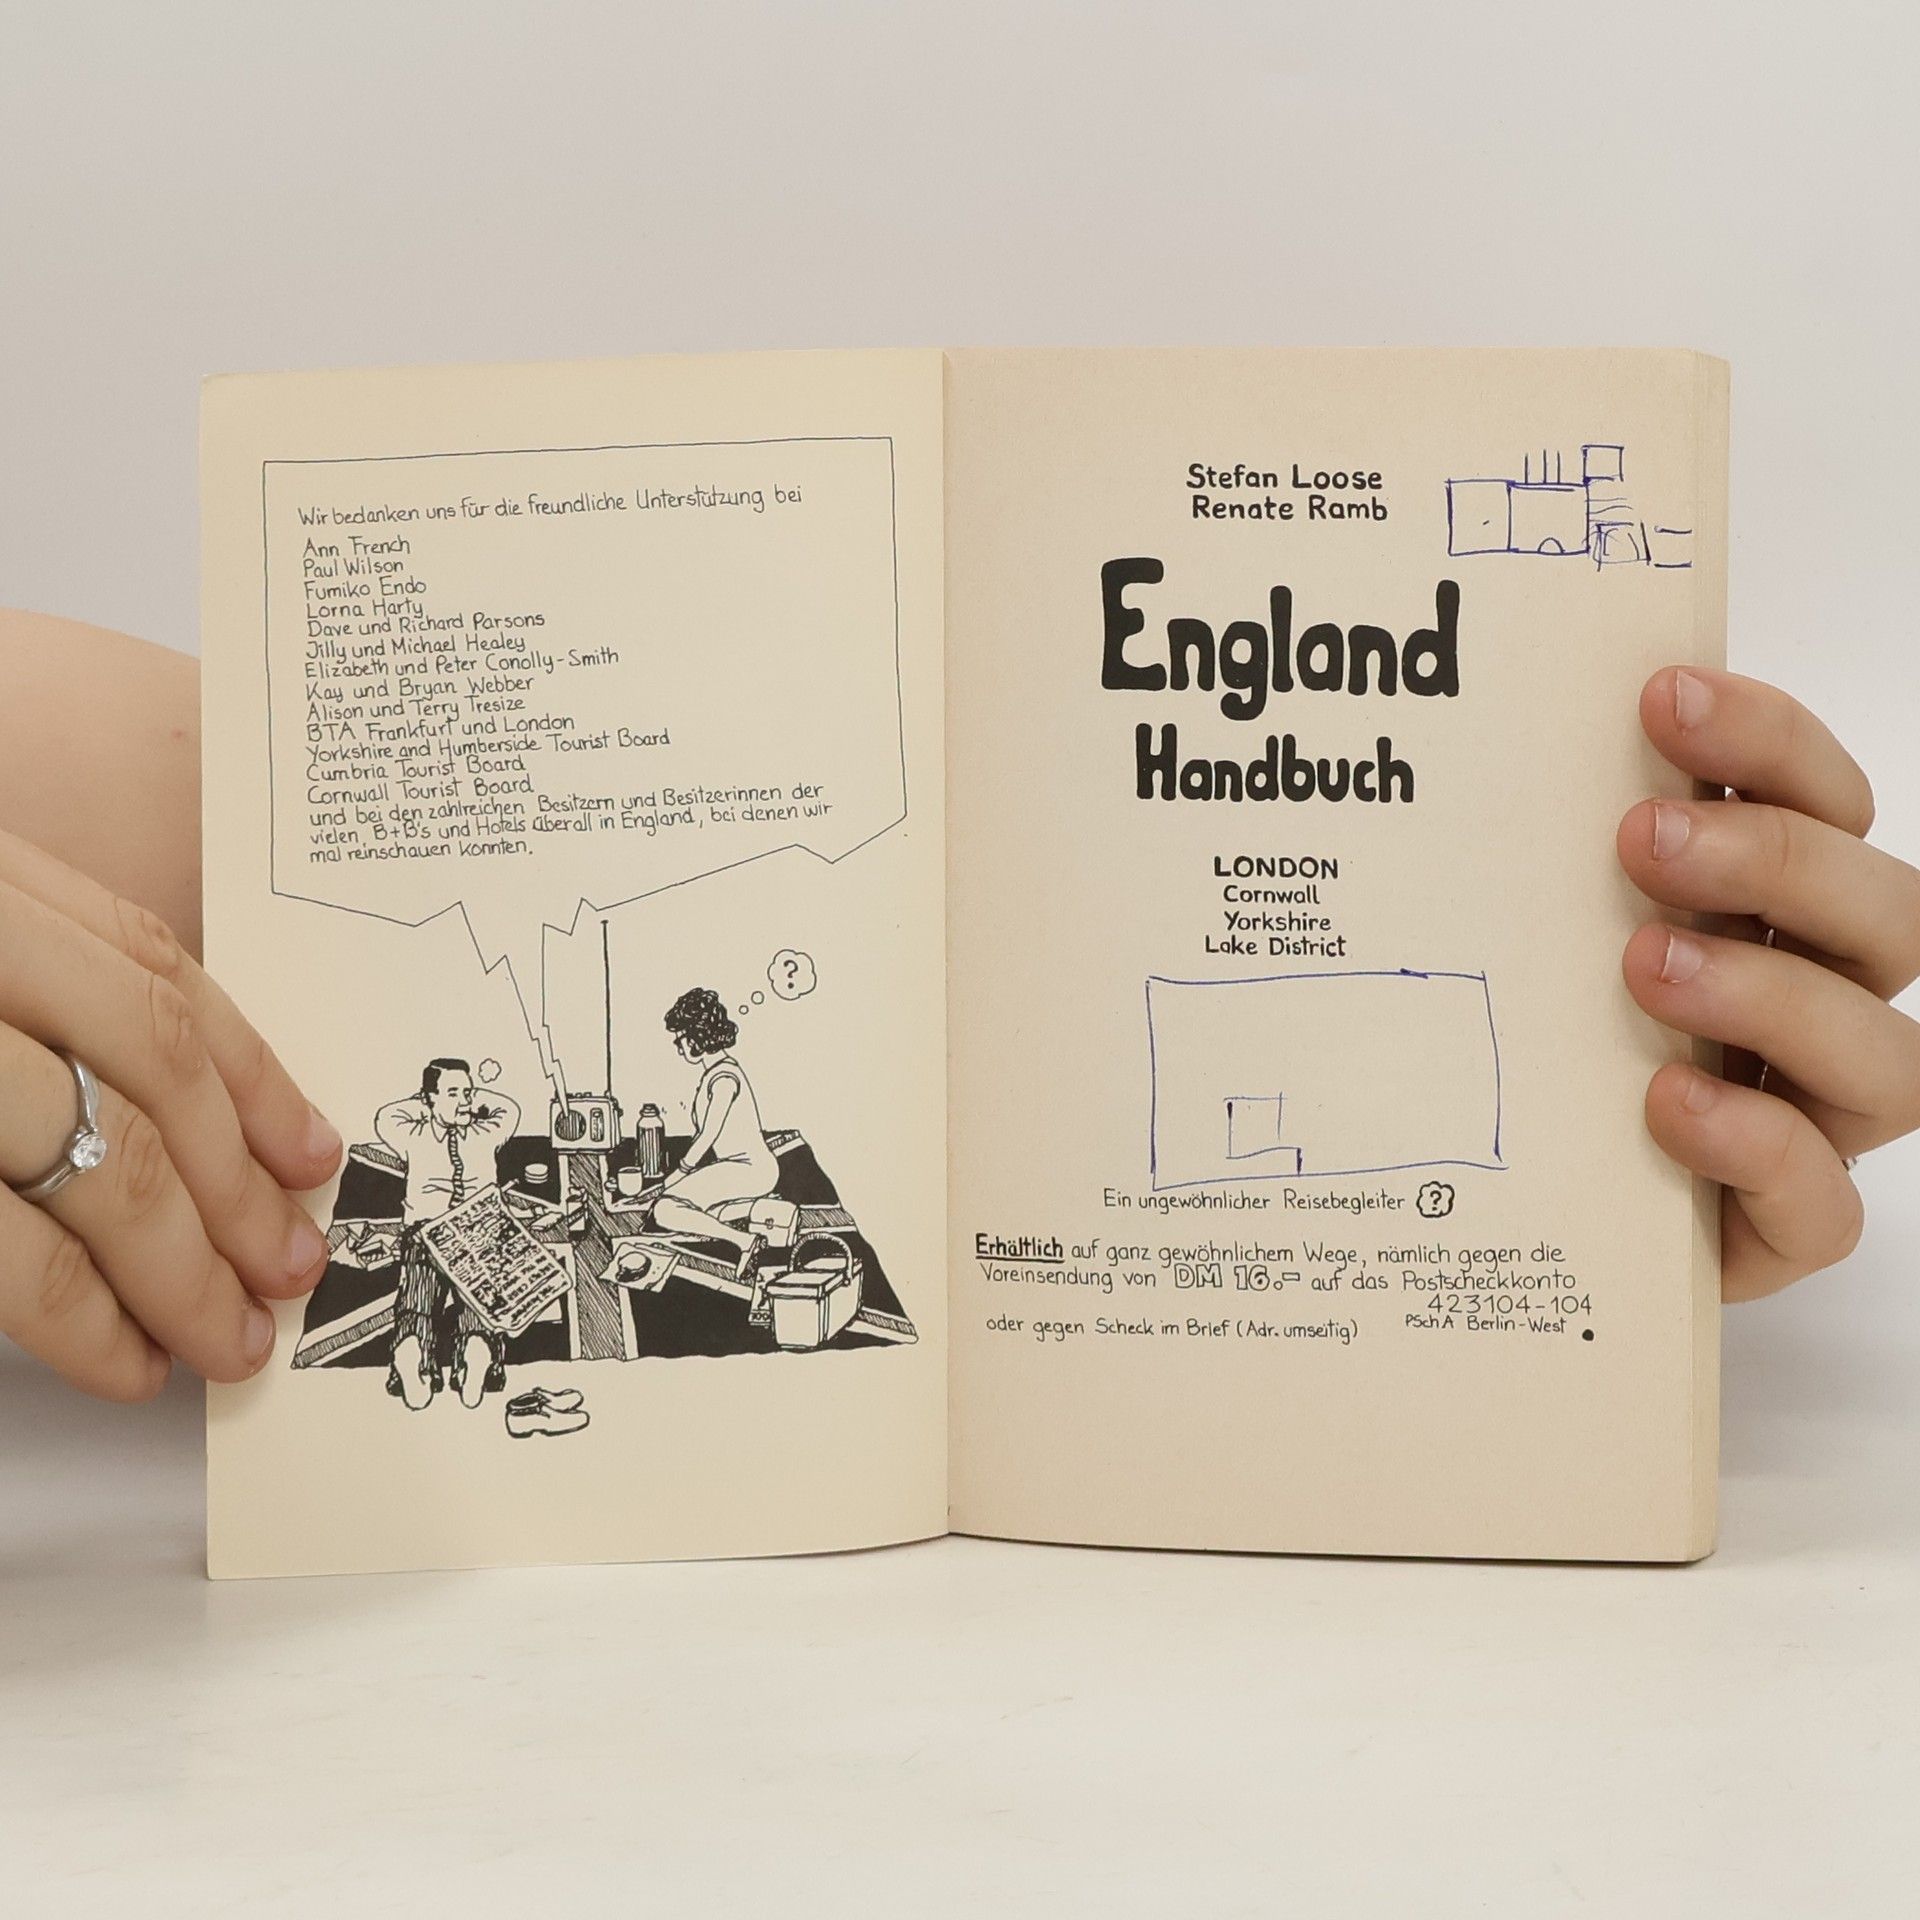 Wir bedanken uns für die freundliche Unterstützung bei
Ann French
Paul Wilson
Fumiko Endo
Lorna Harty
Dave und Richard Parsons
Jilly und Michael Healey
Elizabeth und Peter Conolly-Smith
Kay und Bryan Webber
Alison und Terry Tresize
BTA Frankfurt und London
Yorkshire and Humberside Tourist Board
Cumbria Tourist Board
Cornwall Tourist Board
und bei den zahlreichen Besitzern und Besitzerinnen der
vielen B+B's und Hotels überall in England, bei denen wir
mal reinschauen konnten.
?
Stefan Loose
Renate Ramb
England
Handbuch
LONDON
Cornwall
Yorkshire
Lake District
Ein ungewöhnlicher Reisebegleiter ?
Erhältlich auf ganz gewöhnlichem Wege, nämlich gegen die
Voreinsendung von DM 16.- auf das Postscheckkonto
423104-104
PSchA Berlin-West
oder gegen Scheck im Brief (Adr. umseitig)